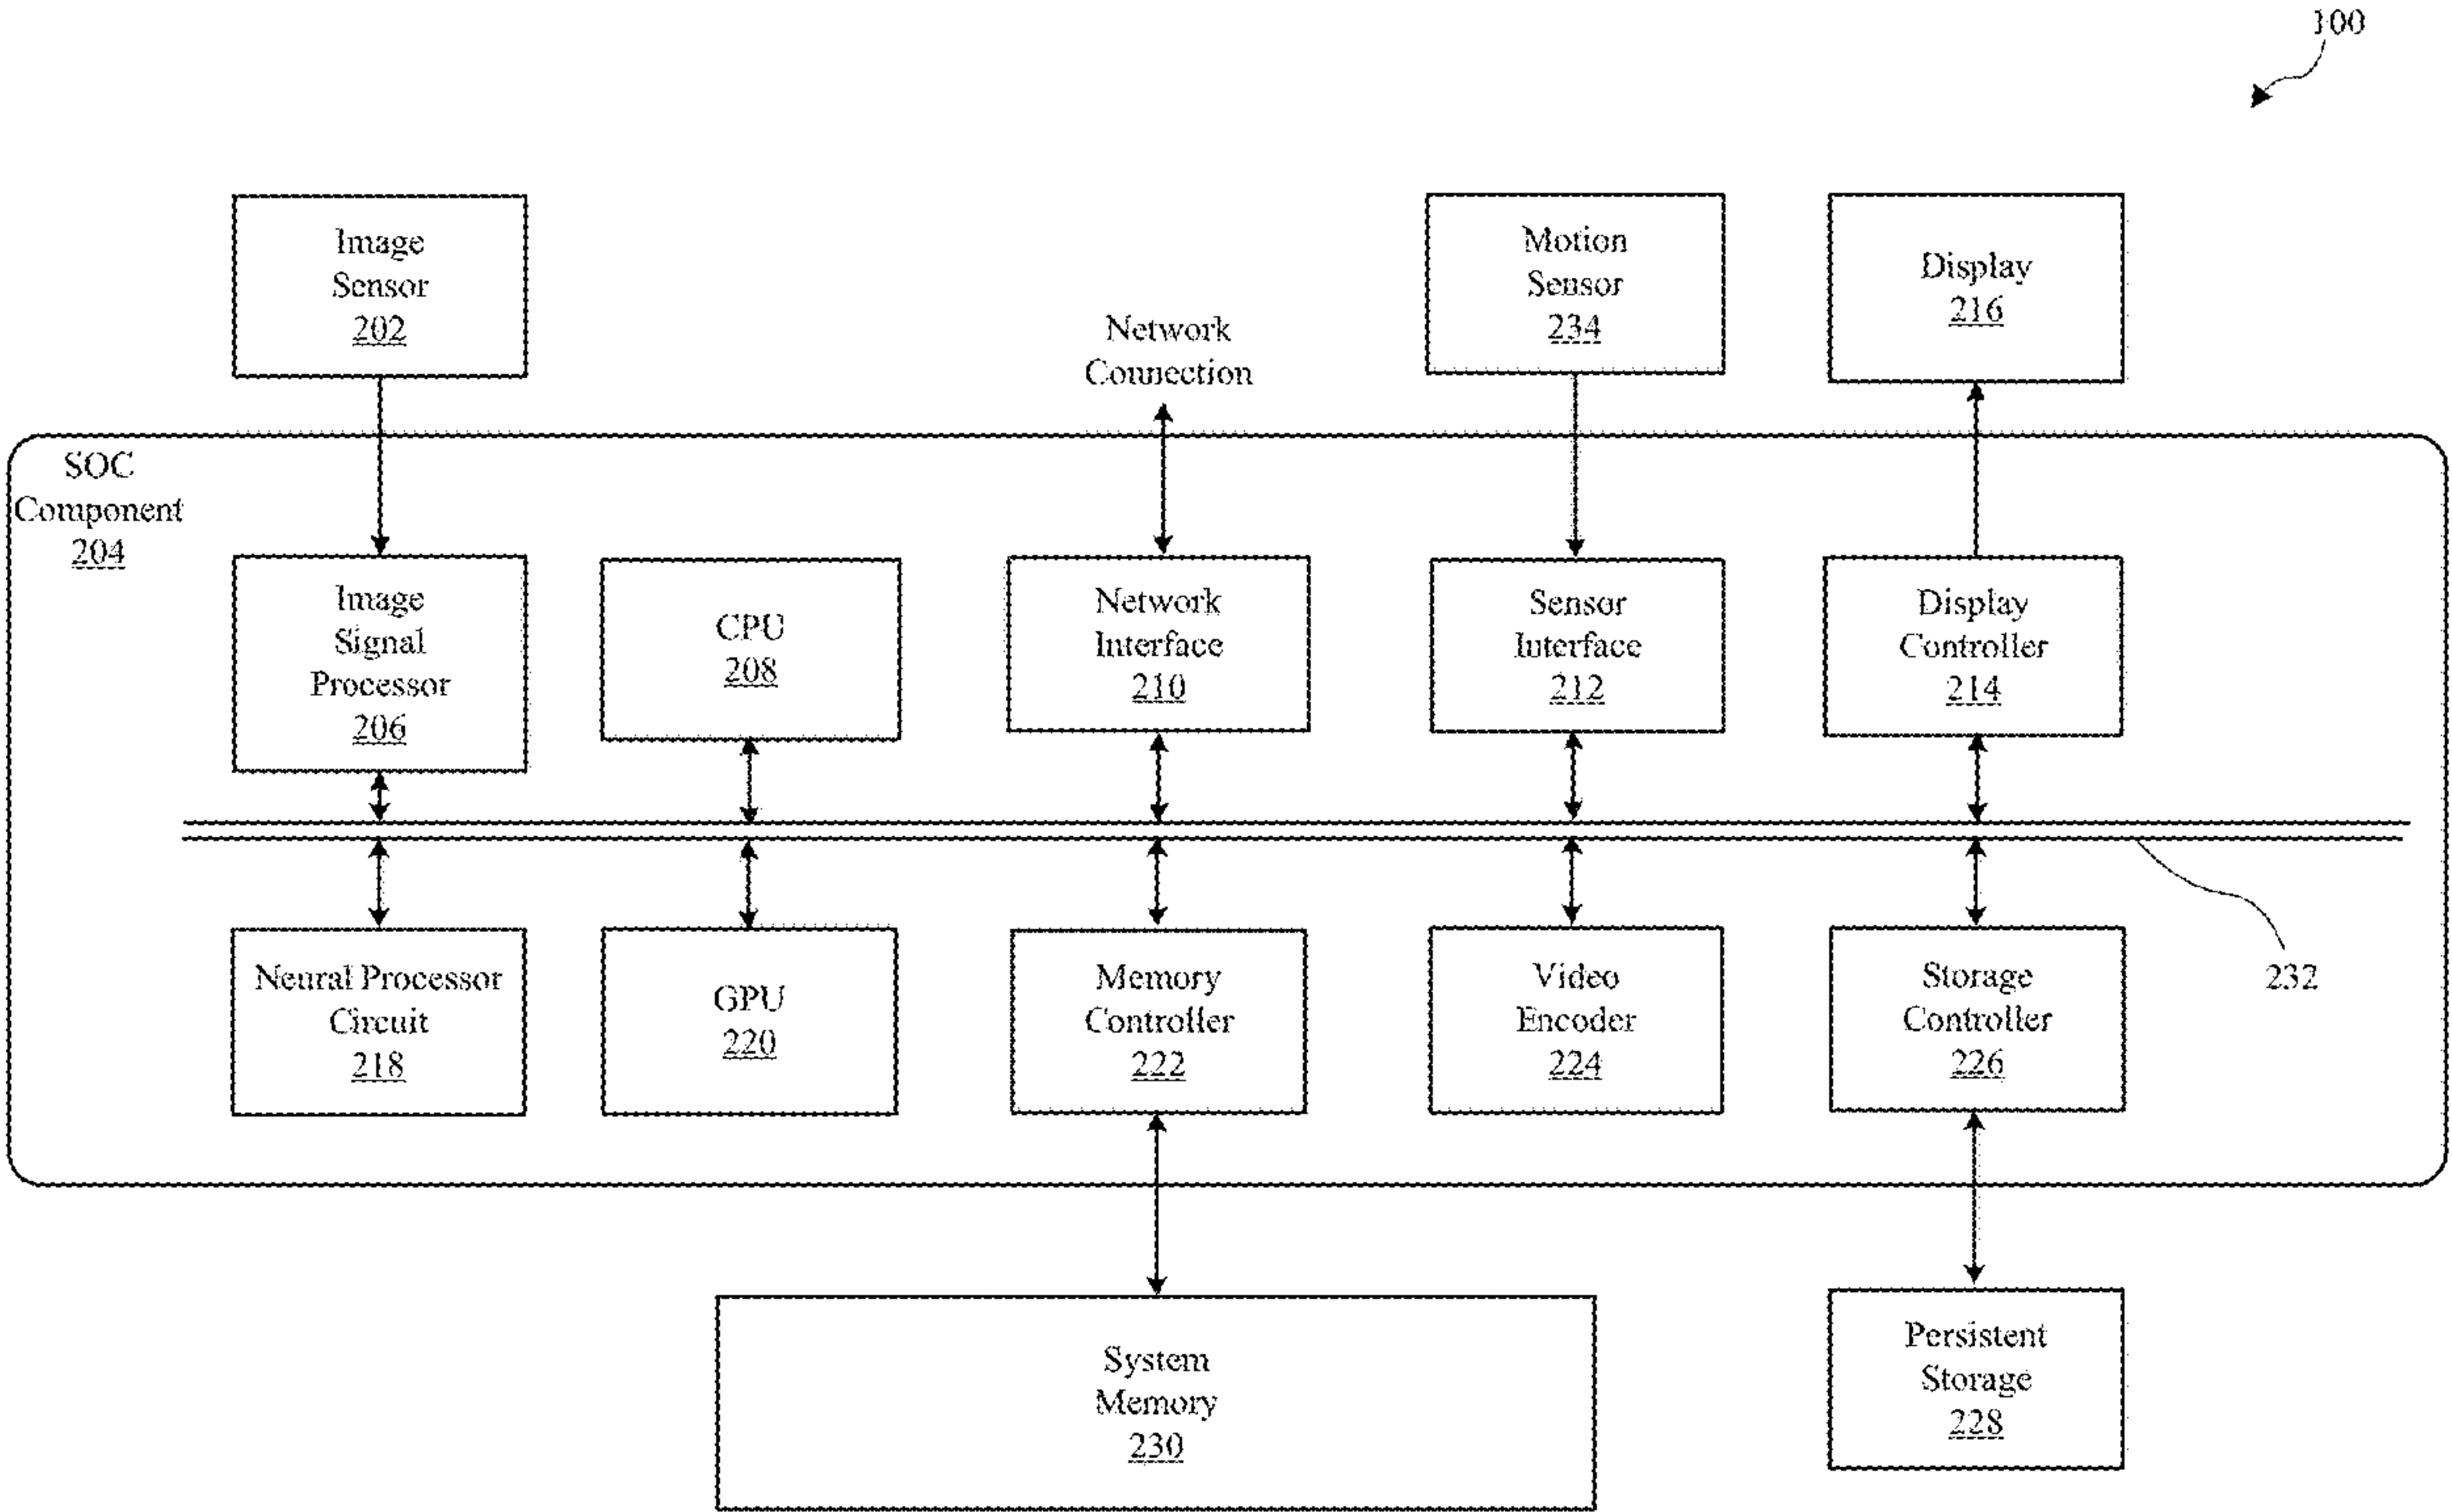 100
Image
Sensor
202
Motion
Sensor
234
Display
216
Network
Connection
SOC
Component
204
Image
Signal
Processor
206
CPU
208
Network
Interface
210
Sensor
Interface
212
Display
Controller
214
Neural Processor
Circuit
218
GPU
220
Memory
Controller
222
Video
Encoder
224
Storage
Controller
226
232
System
Memory
230
Persistent
Storage
228